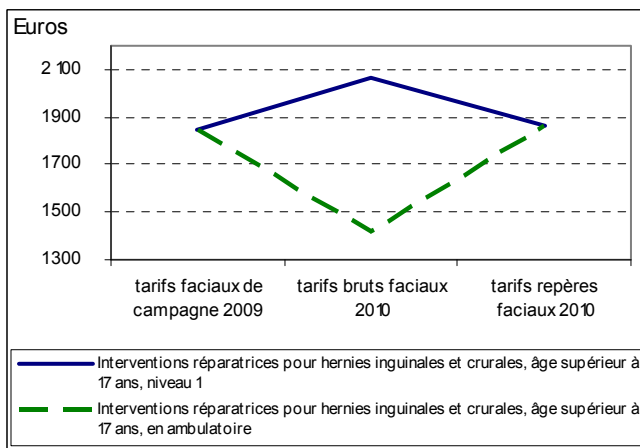 Euros
2 100
1900
1700
1500
1300
tarifs faciaux de
campagne 2009
tarifs bruts faciaux
2010
tarifs repères
faciaux 2010
Interventions réparatrices pour hernies inguinales et crurales, âge supérieur à
17 ans, niveau 1
Interventions réparatrices pour hernies inguinales et crurales, âge supérieur à
17 ans, en ambulatoire